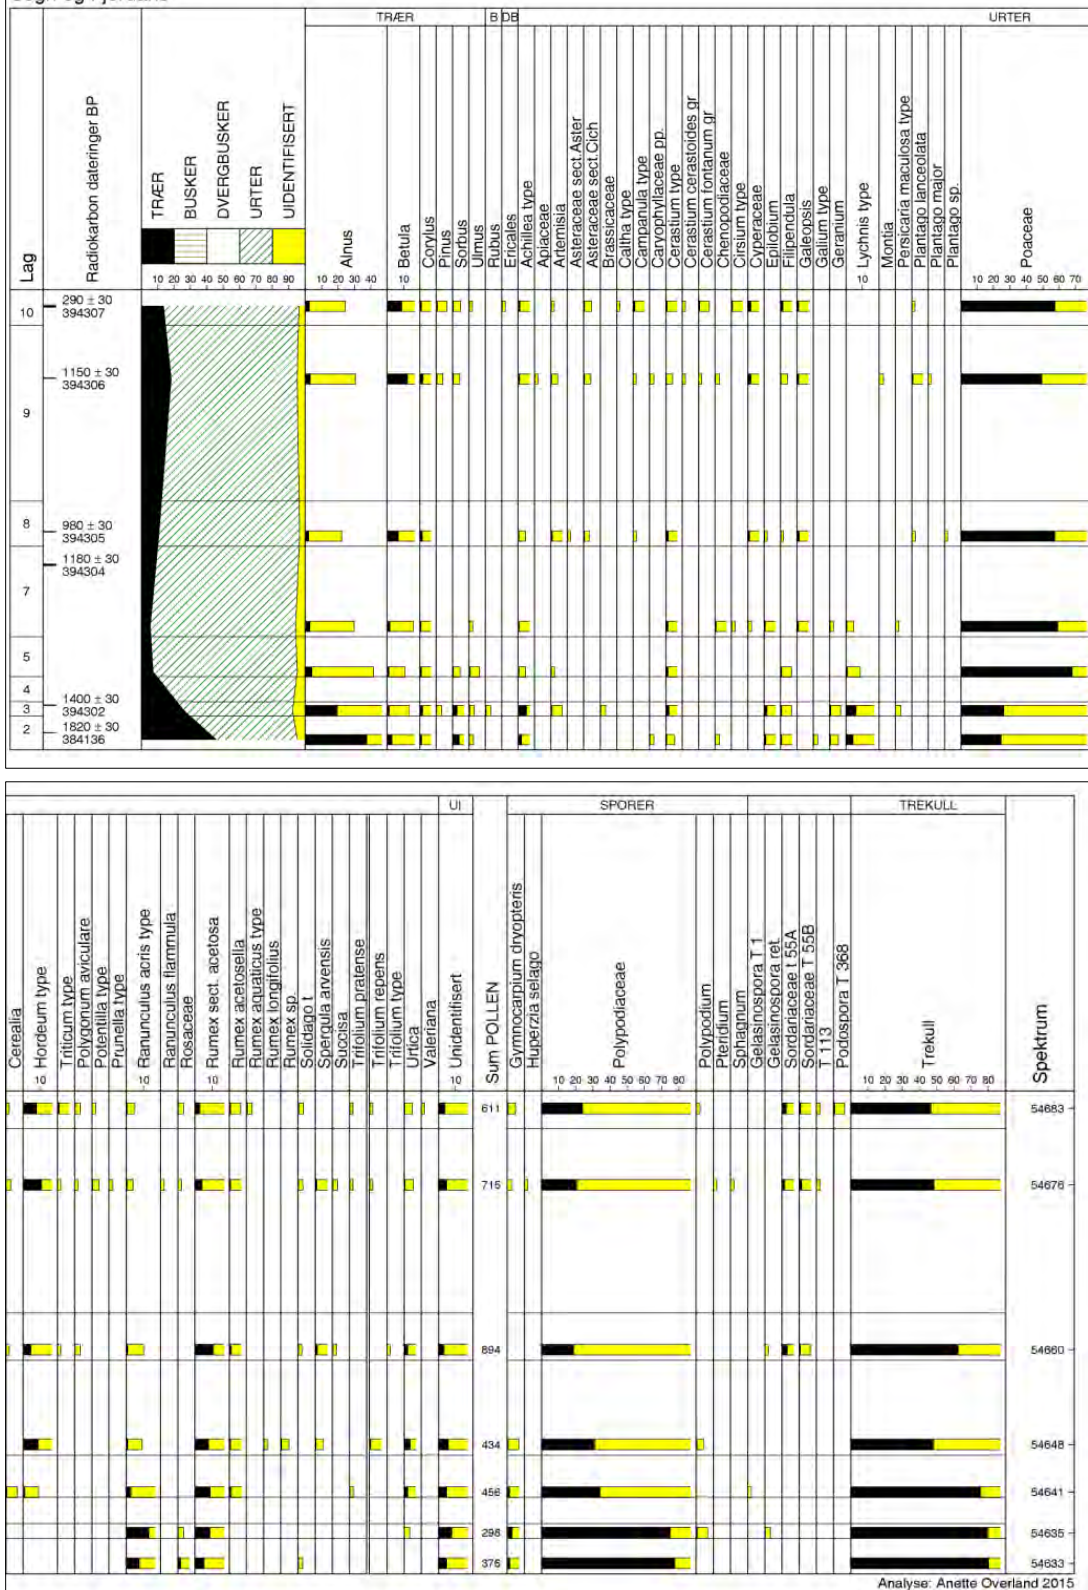 TRÆR B DB URTER
Lag
Radiokarbon dateringer BP
TRÆR
BUSKER
DVERGBUSKER
URTER
UIDENTIFISERT
10 20 30 40 50 60 70 80 90
Alnus
10 20 30 40
Betula
10
Corylus
Pinus
Sorbus
Ulmus
Rubus
Ericales
Achillea type
Apiaceae
Artemisia
Asteraceae sect.Aster
Asteraceae sect.Cich
Brassicaceae
Caltha type
Campanula type
Caryophyllaceae pp.
Cerastium type
Cerastium cerastoides gr
Cerastium fontanum gr
Chenopodiaceae
Cirsium type
Cyperaceae
Epilobium
Filipendula
Galeopsis
Galium type
Geranium
Lychnis type
10
Montia
Persicaria maculosa type
Plantago lanceolata
Plantago major
Plantago sp.
Poaceae
10 20 30 40 50 60 70
10
290 ± 30
394307
1150 ± 30
394306
9
8
980 ± 30
394305
1180 ± 30
394304
7
5
4
3
1400 ± 30
394302
2
1820 ± 30
384136
UI SPORER TREKULL
Cerealia
Hordeum type
10
Triticum type
Polygonum aviculare
Potentilla type
Prunella type
Ranunculus acris type
10
Ranunculus flammula
Rosaceae
Rumex sect. acetosa
10
Rumex acetosella
Rumex aquaticus type
Rumex longifolius
Rumex sp.
Solidago t
Spergula arvensis
Succisa
Trifolium pratense
Trifolium repens
Trifolium type
Urtica
Valeriana
Unidentifisert
10
Sum POLLEN
Gymnocarpium dryopteris
Huperzia selago
Polypodiaceae
10 20 30 40 50 60 70 80
Polypodium
Pteridium
Sphagnum
Gelasinospora T 1
Gelasinospora ret.
Sordariaceae t 55A
Sordariaceae T 55B
T 113
Podospora T 368
Trekull
10 20 30 40 50 60 70 80
Spektrum
611 54683
715 54676
894 54660
434 54648
456 54641
298 54635
376 54633
Analyse: Anette Overland 2015